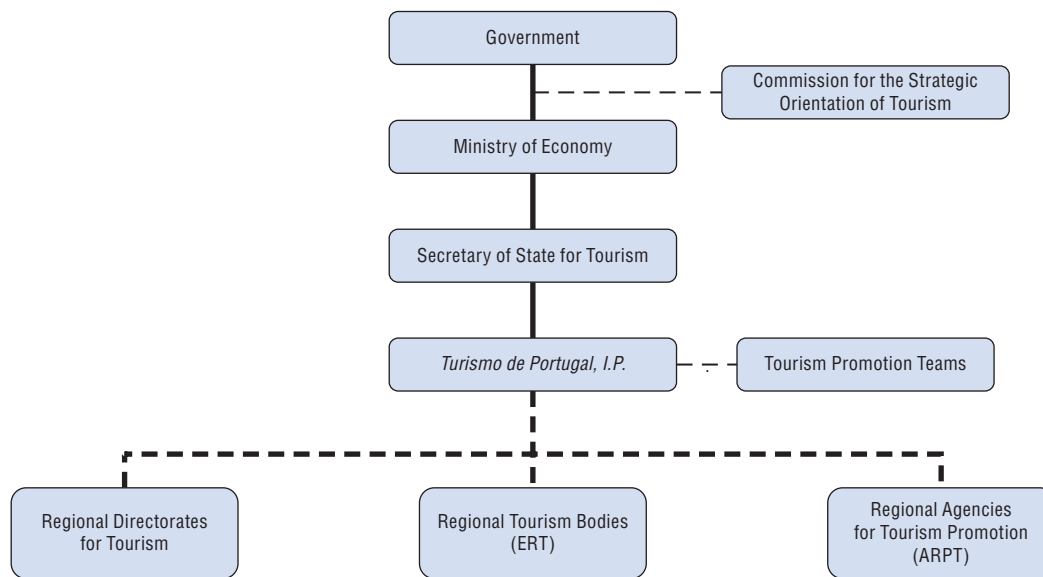 Government
Commission for the Strategic
Orientation of Tourism
Ministry of Economy
Secretary of State for Tourism
Turismo de Portugal, I.P.
Tourism Promotion Teams
Regional Directorates
for Tourism
Regional Tourism Bodies
(ERT)
Regional Agencies
for Tourism Promotion
(ARPT)